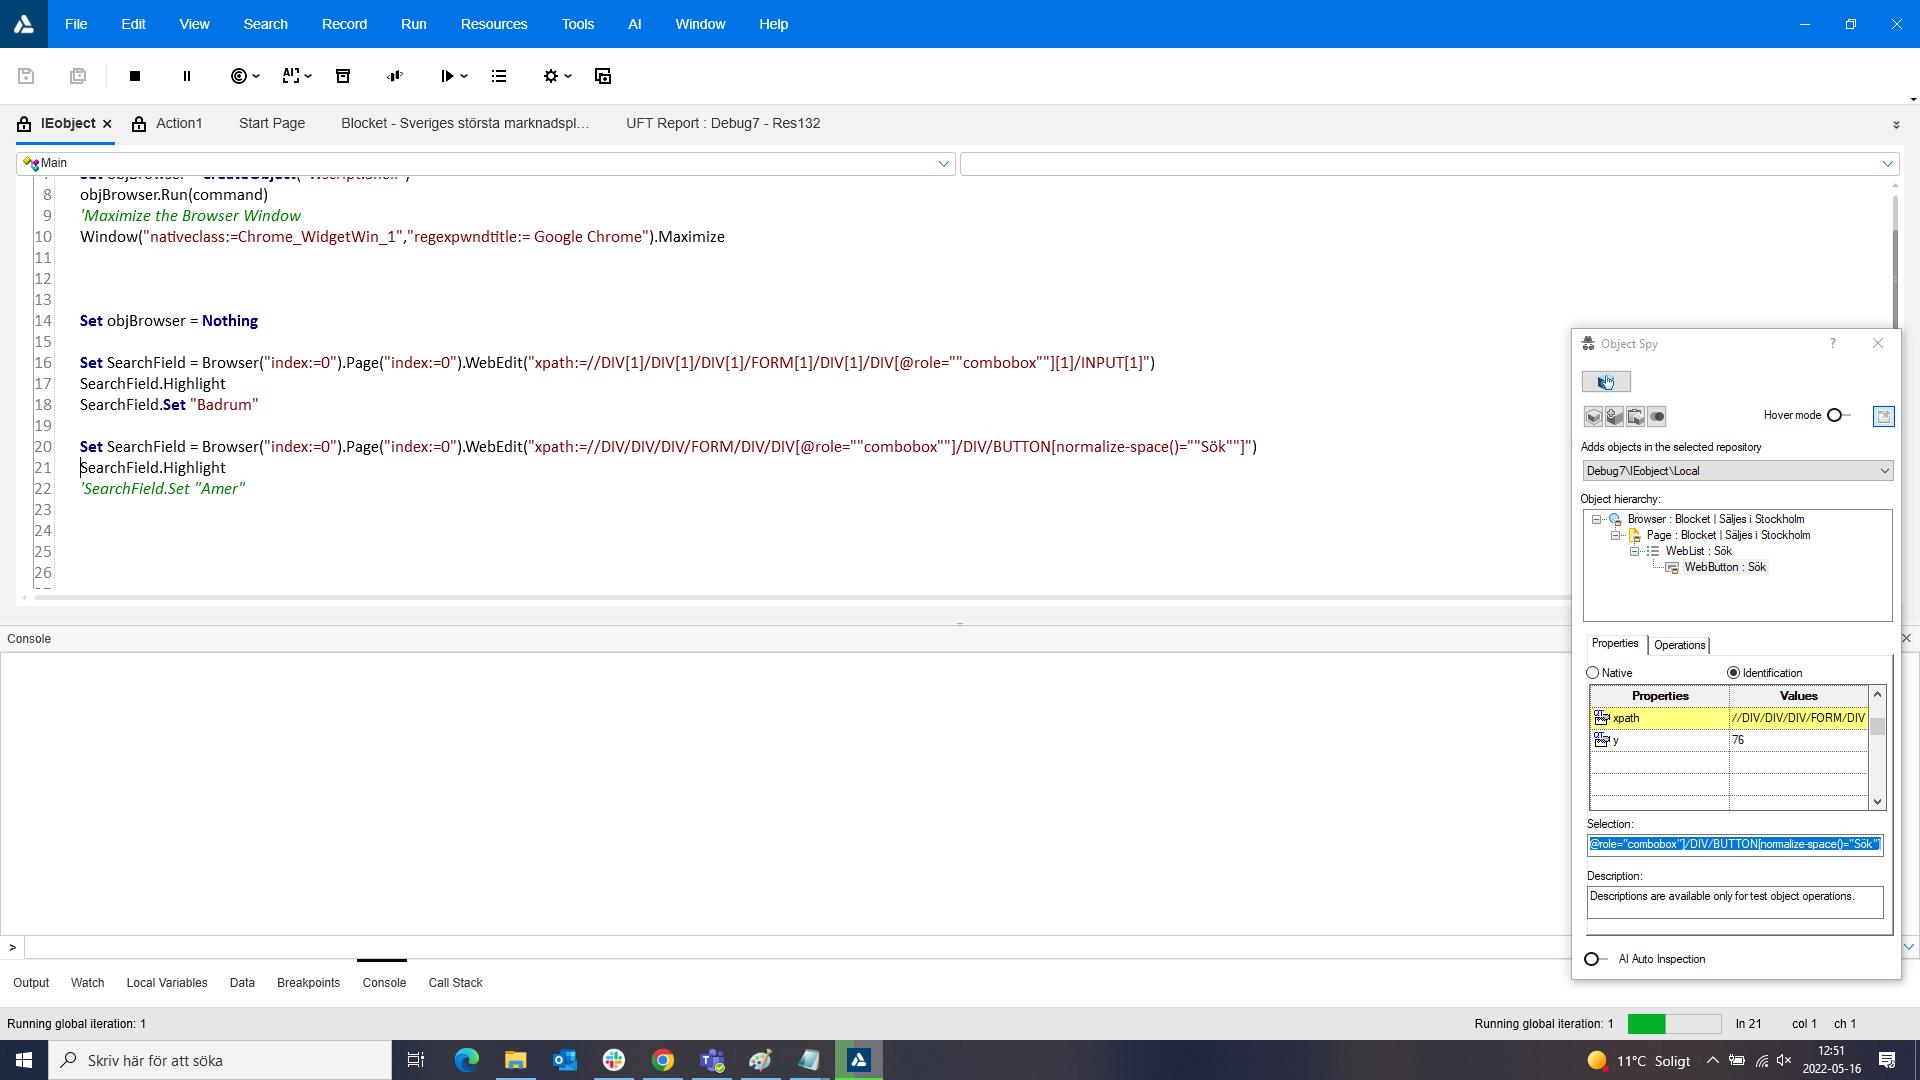 File Edit View Search Record Run Resources Tools AI Window Help
IEobject Action1 Start Page Blocket - Sveriges största marknadspl... UFT Report : Debug7 - Res132
Main
8 objBrowser.Run(command)
9 'Maximize the Browser Window
10 Window("nativeclass:=Chrome_WidgetWin_1","regexpwndtitle:= Google Chrome").Maximize
11
12
13
14 Set objBrowser = Nothing
15
16 Set SearchField = Browser("index:=0").Page("index:=0").WebEdit("xpath:=//DIV[1]/DIV[1]/DIV[1]/FORM[1]/DIV[1]/DIV[@role=""combobox""][1]/INPUT[1]")
17 SearchField.Highlight
18 SearchField.Set "Badrum"
19
20 Set SearchField = Browser("index:=0").Page("index:=0").WebEdit("xpath:=//DIV/DIV/DIV/FORM/DIV/DIV[@role=""combobox""]/DIV/BUTTON[normalize-space()=""Sök""]")
21 SearchField.Highlight
22 'SearchField.Set "Amer"
23
24
25
26
Object Spy ?
Hover mode
Adds objects in the selected repository
Debug7\IEobject\Local
Object hierarchy:
Browser : Blocket | Säljes i Stockholm
Page : Blocket | Säljes i Stockholm
WebList : Sök
WebButton : Sök
Properties Operations
Native Identification
Properties Values
xpath //DIV/DIV/DIV/FORM/DIV
y 76
Selection:
@role="combobox"]/DIV/BUTTON[normalize-space()="Sök"]
Description:
Descriptions are available only for test object operations.
AI Auto Inspection
Console
>
Output Watch Local Variables Data Breakpoints Console Call Stack
Running global iteration: 1 Running global iteration: 1 ln 21 col 1 ch 1
Skriv här för att söka 11°C Soligt 12:51
2022-05-16